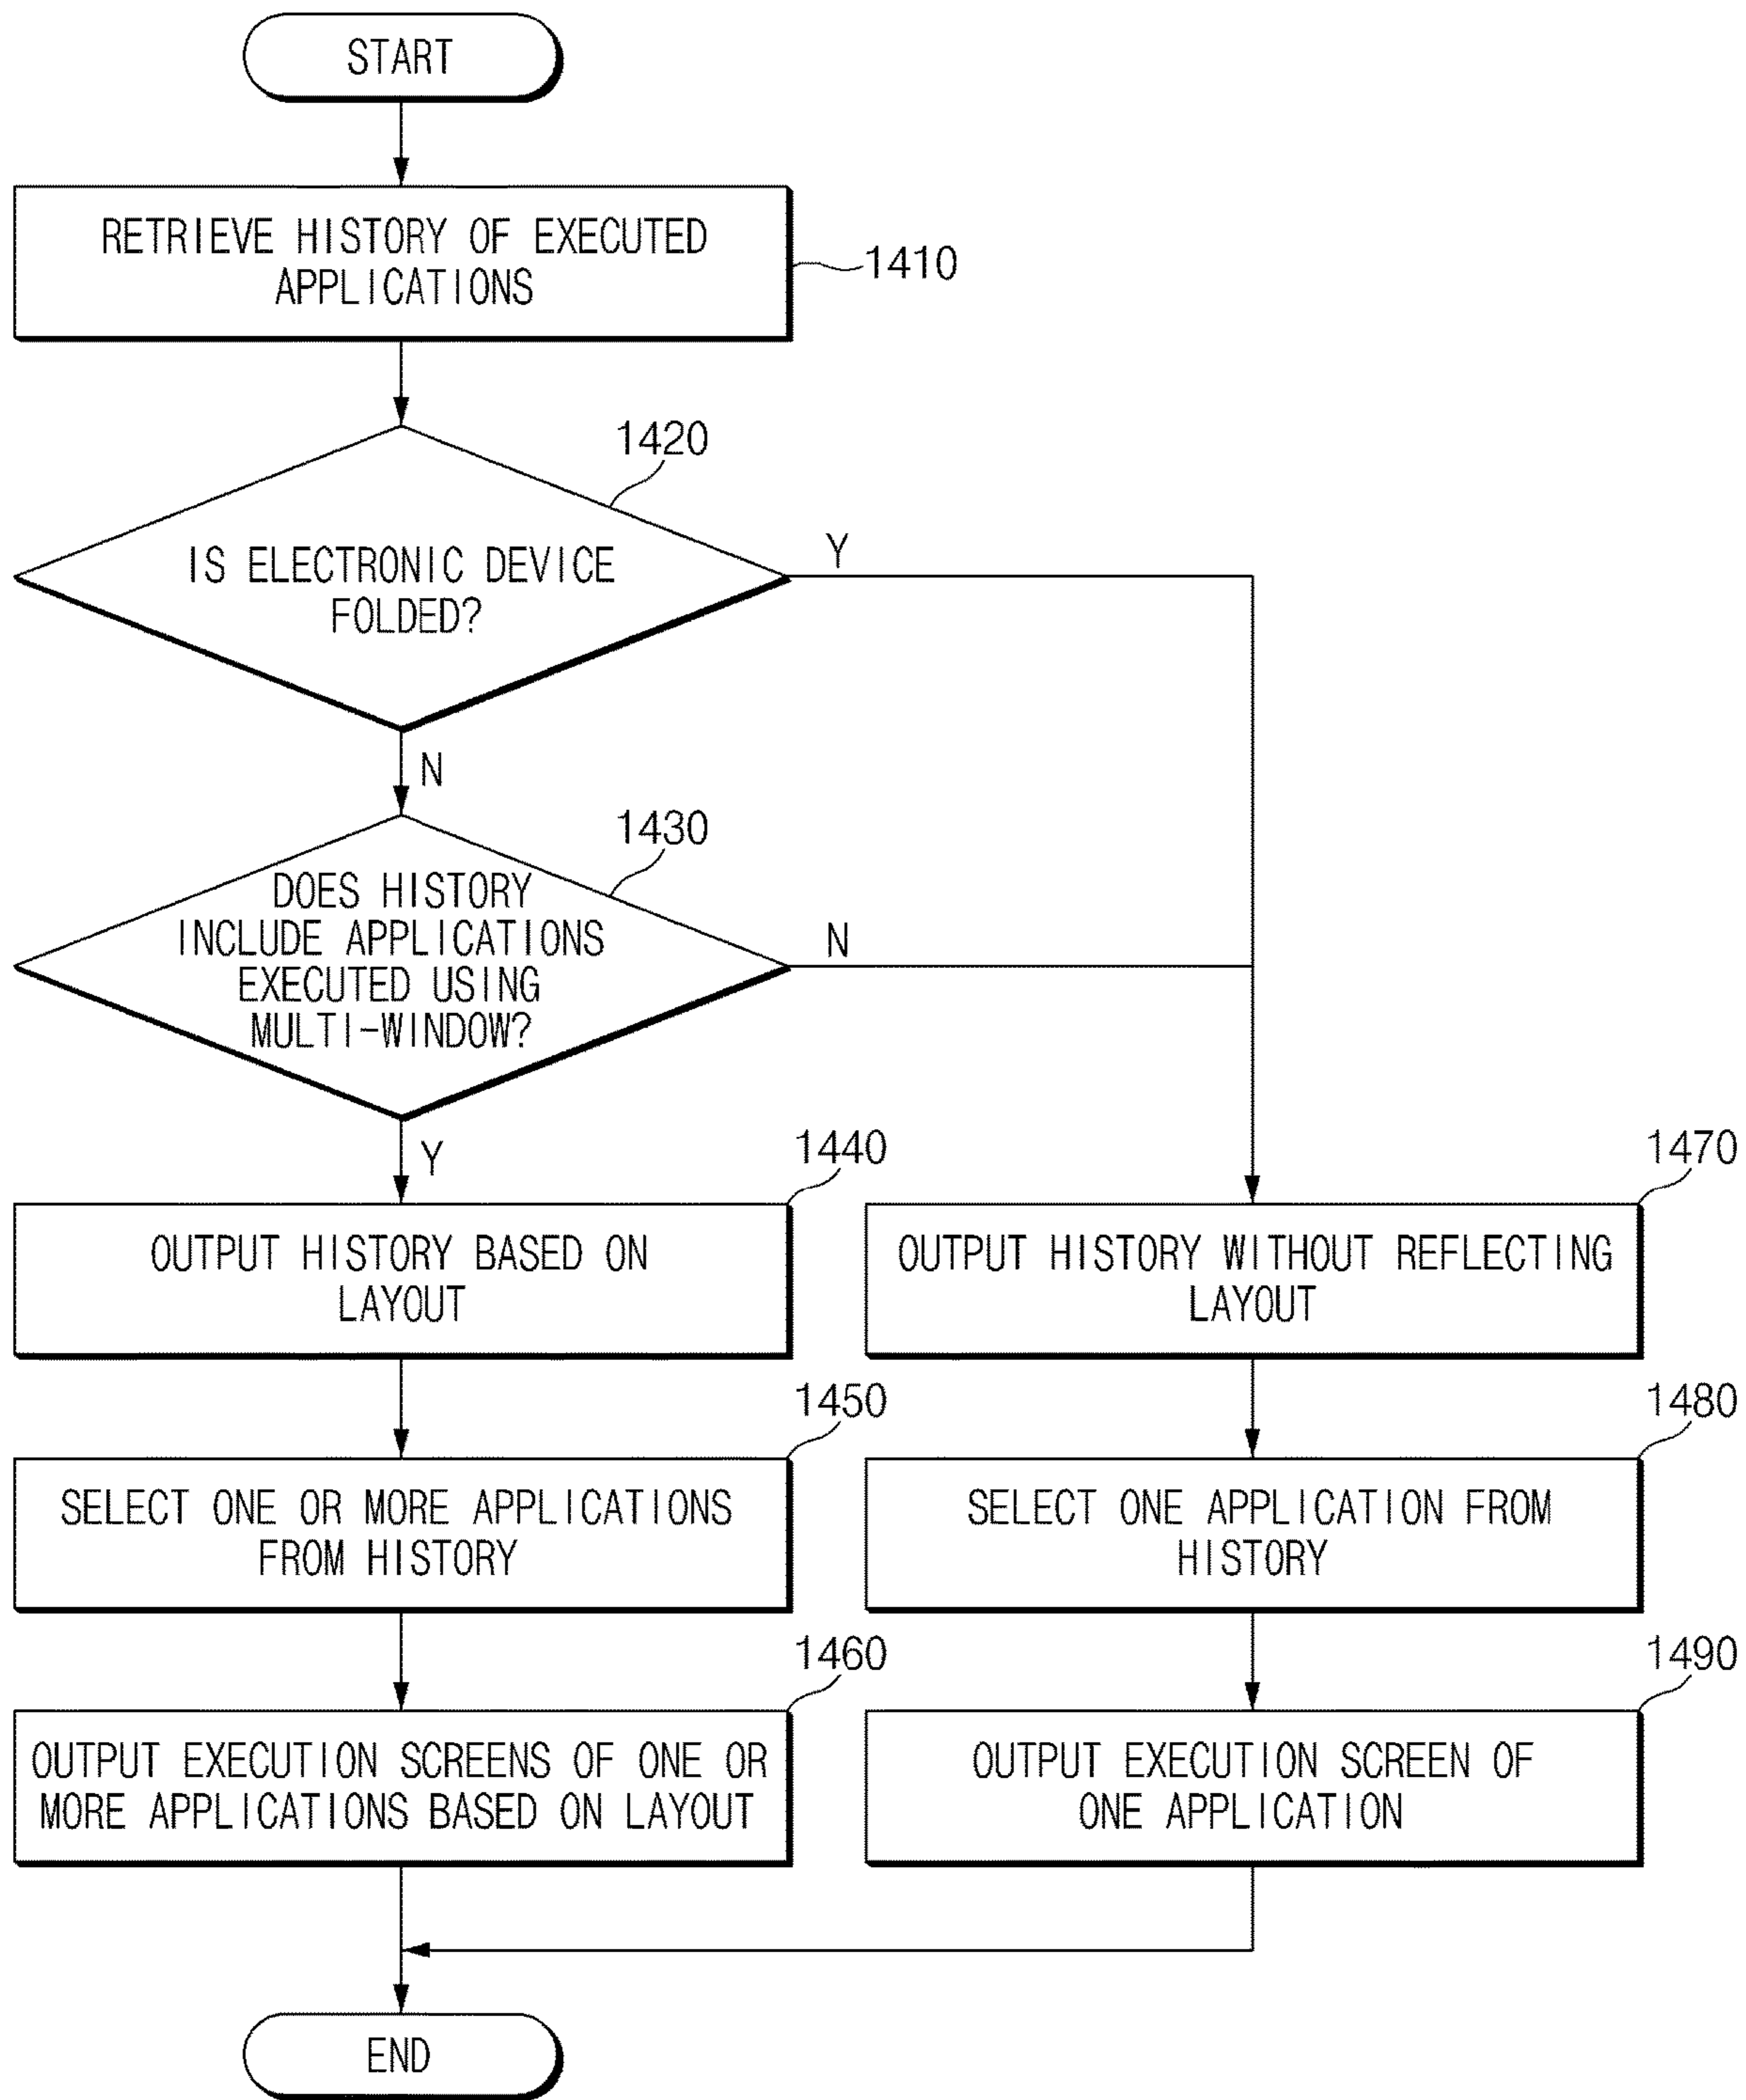 START
RETRIEVE HISTORY OF EXECUTED
APPLICATIONS
1410
1420
IS ELECTRONIC DEVICE
FOLDED?
Y
N
1430
DOES HISTORY
INCLUDE APPLICATIONS
EXECUTED USING
MULTI-WINDOW?
N
Y
1440
OUTPUT HISTORY BASED ON
LAYOUT
1470
OUTPUT HISTORY WITHOUT REFLECTING
LAYOUT
1450
SELECT ONE OR MORE APPLICATIONS
FROM HISTORY
1480
SELECT ONE APPLICATION FROM
HISTORY
1460
OUTPUT EXECUTION SCREENS OF ONE OR
MORE APPLICATIONS BASED ON LAYOUT
1490
OUTPUT EXECUTION SCREEN OF
ONE APPLICATION
END